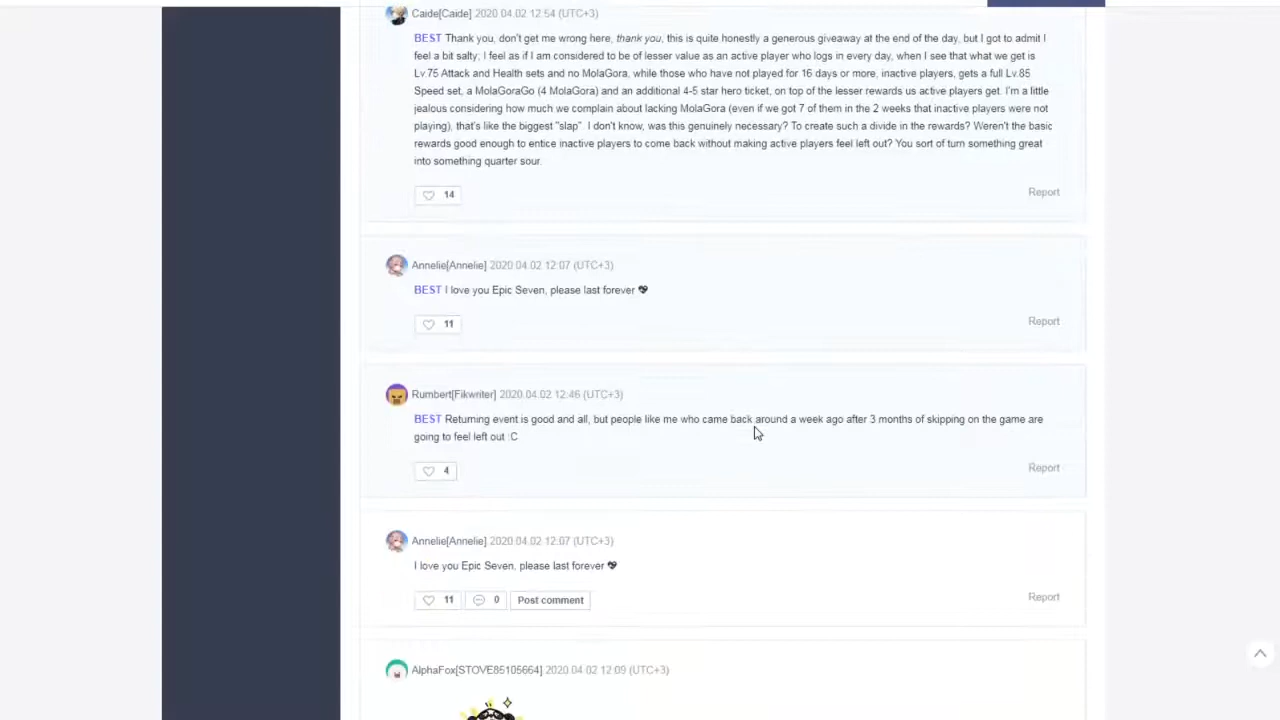 Caide[Caide] 2020.04.02 12:54 (UTC+3)
BEST Thank you, don't get me wrong here, thank you, this is quite honestly a generous giveaway at the end of the day, but I got to admit I
feel a bit salty; I feel as if I am considered to be of lesser value as an active player who logs in every day, when I see that what we get is
Lv.75 Attack and Health sets and no MolaGora, while those who have not played for 16 days or more, inactive players, gets a full Lv.85
Speed set, a MolaGoraGo (4 MolaGora) and an additional 4-5 star hero ticket, on top of the lesser rewards us active players get. I'm a little
jealous considering how much we complain about lacking MolaGora (even if we got 7 of them in the 2 weeks that inactive players were not
playing), that's like the biggest "slap". I don't know, was this genuinely necessary? To create such a divide in the rewards? Weren't the basic
rewards good enough to entice inactive players to come back without making active players feel left out? You sort of turn something great
into something quarter sour.
14
Report
Annelie[Annelie] 2020.04.02 12:07 (UTC+3)
BEST I love you Epic Seven, please last forever 💖
11
Report
Rumbert[Fikwriter] 2020.04.02 12:46 (UTC+3)
BEST Returning event is good and all, but people like me who came back around a week ago after 3 months of skipping on the game are
going to feel left out :C
4
Report
Annelie[Annelie] 2020.04.02 12:07 (UTC+3)
I love you Epic Seven, please last forever 💖
11 0 Post comment
Report
AlphaFox[STOVE85105664] 2020.04.02 12:09 (UTC+3)